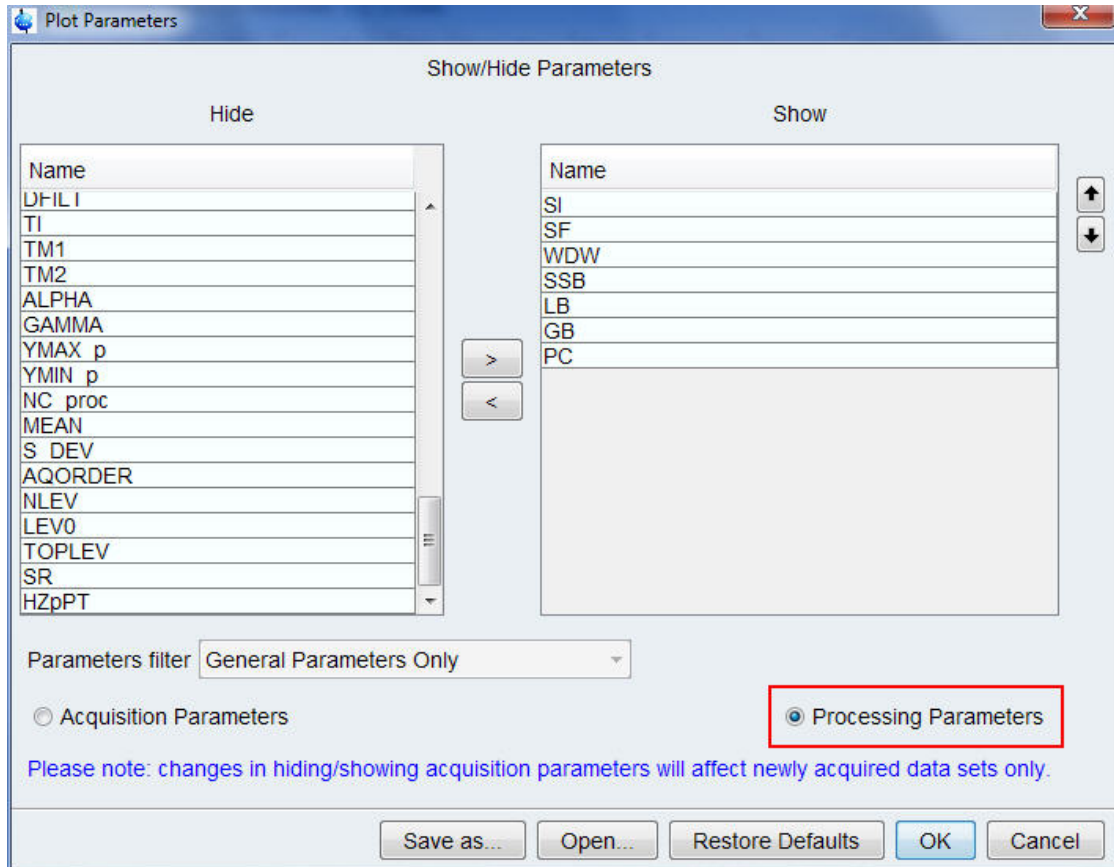 Plot Parameters
Show/Hide Parameters
Hide
Show
Name
DFILT
TI
TM1
TM2
ALPHA
GAMMA
YMAX_p
YMIN_p
NC_proc
MEAN
S_DEV
AQORDER
NLEV
LEV0
TOPLEV
SR
HZpPT
>
<
Name
SI
SF
WDW
SSB
LB
GB
PC
Parameters filter General Parameters Only
Acquisition Parameters
Processing Parameters
Please note: changes in hiding/showing acquisition parameters will affect newly acquired data sets only.
Save as... Open... Restore Defaults OK Cancel